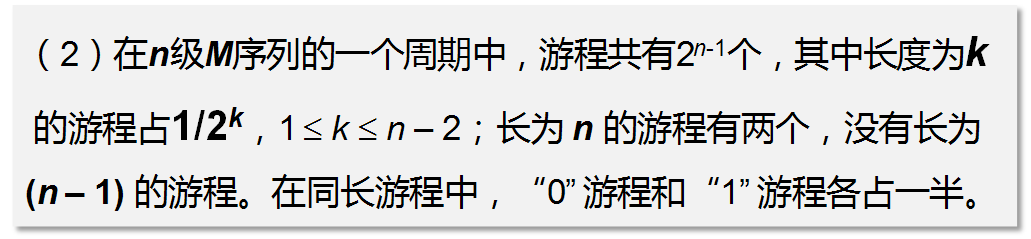 （2）在n级M序列的一个周期中，游程共有2ⁿ⁻¹个，其中长度为k
的游程占1/2ᵏ，1 ≤ k ≤ n – 2；长为 n 的游程有两个，没有长为
(n – 1) 的游程。在同长游程中，“0”游程和“1”游程各占一半。